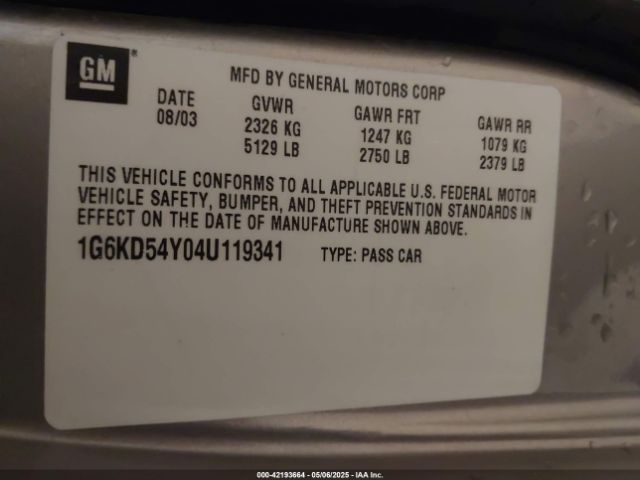 GM ®
MFD BY GENERAL MOTORS CORP
DATE GVWR GAWR FRT GAWR RR
08/03 2326 KG 1247 KG 1079 KG
5129 LB 2750 LB 2379 LB
THIS VEHICLE CONFORMS TO ALL APPLICABLE U.S. FEDERAL MOTOR
VEHICLE SAFETY, BUMPER, AND THEFT PREVENTION STANDARDS IN
EFFECT ON THE DATE OF MANUFACTURE SHOWN ABOVE.
1G6KD54Y04U119341 TYPE: PASS CAR
000-42193664 - 05/06/2025 - IAA Inc.